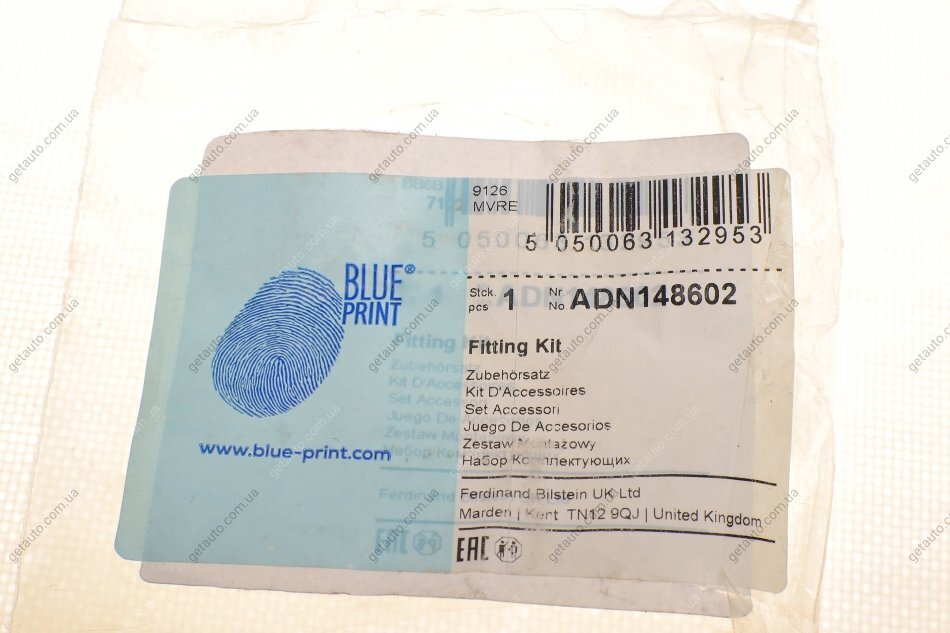 9126
MVRE
5 050063 132953
BLUE®
PRINT
www.blue-print.com
Stck.
pcs 1 Nr.
No. ADN148602
Fitting Kit
Zubehörsatz
Kit D'Accessoires
Set Accessori
Juego De Accesorios
Zestaw Montażowy
Набор Комплектующих
Ferdinand Bilstein UK Ltd
Marden | Kent TN12 9QJ | United Kingdom
EAC
getauto.com.ua